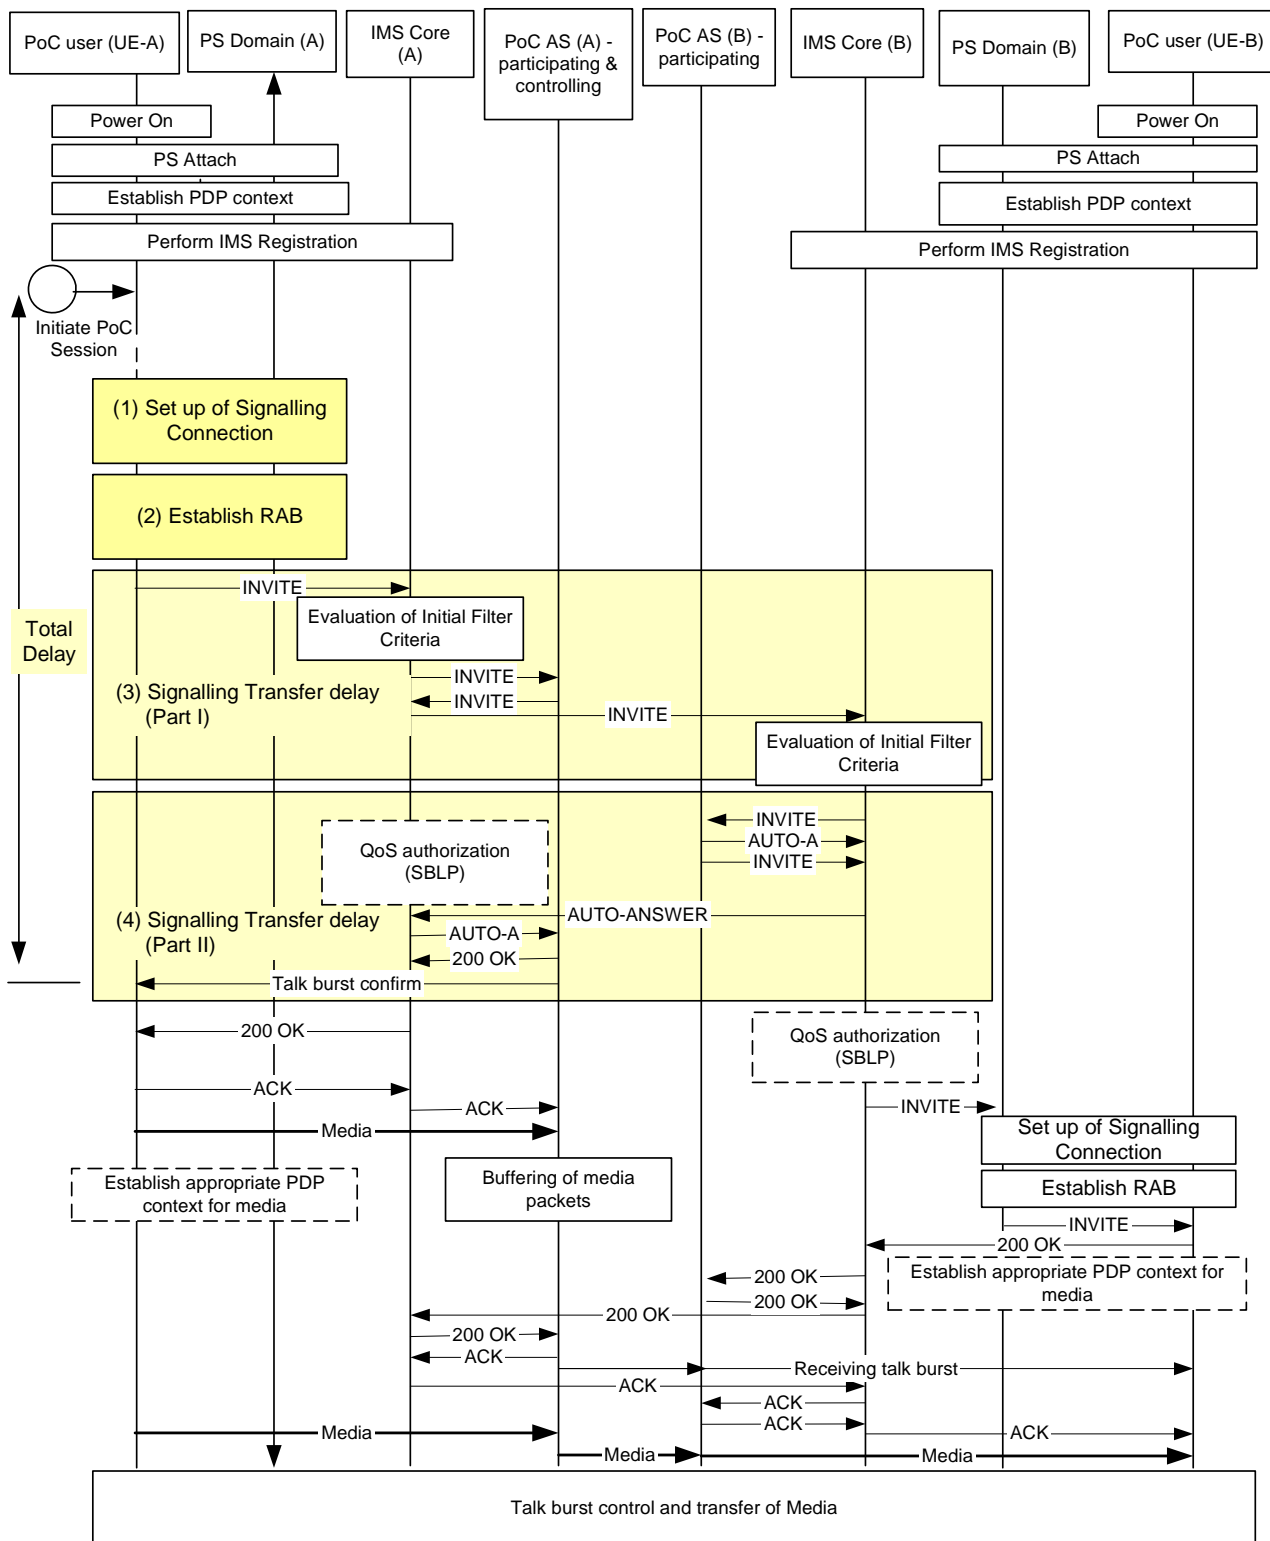 PoC user (UE-A)
PS Domain (A)
IMS Core
(A)
PoC AS (A) -
participating &
controlling
PoC AS (B) -
participating
IMS Core (B)
PS Domain (B)
PoC user (UE-B)
Power On
Power On
PS Attach
PS Attach
Establish PDP context
Establish PDP context
Perform IMS Registration
Perform IMS Registration
Initiate PoC
Session
(1) Set up of Signalling
Connection
(2) Establish RAB
Total
Delay
INVITE
Evaluation of Initial Filter
Criteria
INVITE
(3) Signalling Transfer delay
(Part I)
INVITE
INVITE
Evaluation of Initial Filter
Criteria
INVITE
AUTO-A
INVITE
QoS authorization
(SBLP)
AUTO-ANSWER
(4) Signalling Transfer delay
(Part II)
AUTO-A
200 OK
Talk burst confirm
200 OK
QoS authorization
(SBLP)
ACK
ACK
INVITE
Media
Set up of Signalling
Connection
Establish appropriate PDP
context for media
Buffering of media
packets
Establish RAB
INVITE
200 OK
Establish appropriate PDP context for
media
200 OK
200 OK
200 OK
200 OK
ACK
Receiving talk burst
ACK
ACK
ACK
Media
ACK
Media
Media
Talk burst control and transfer of Media